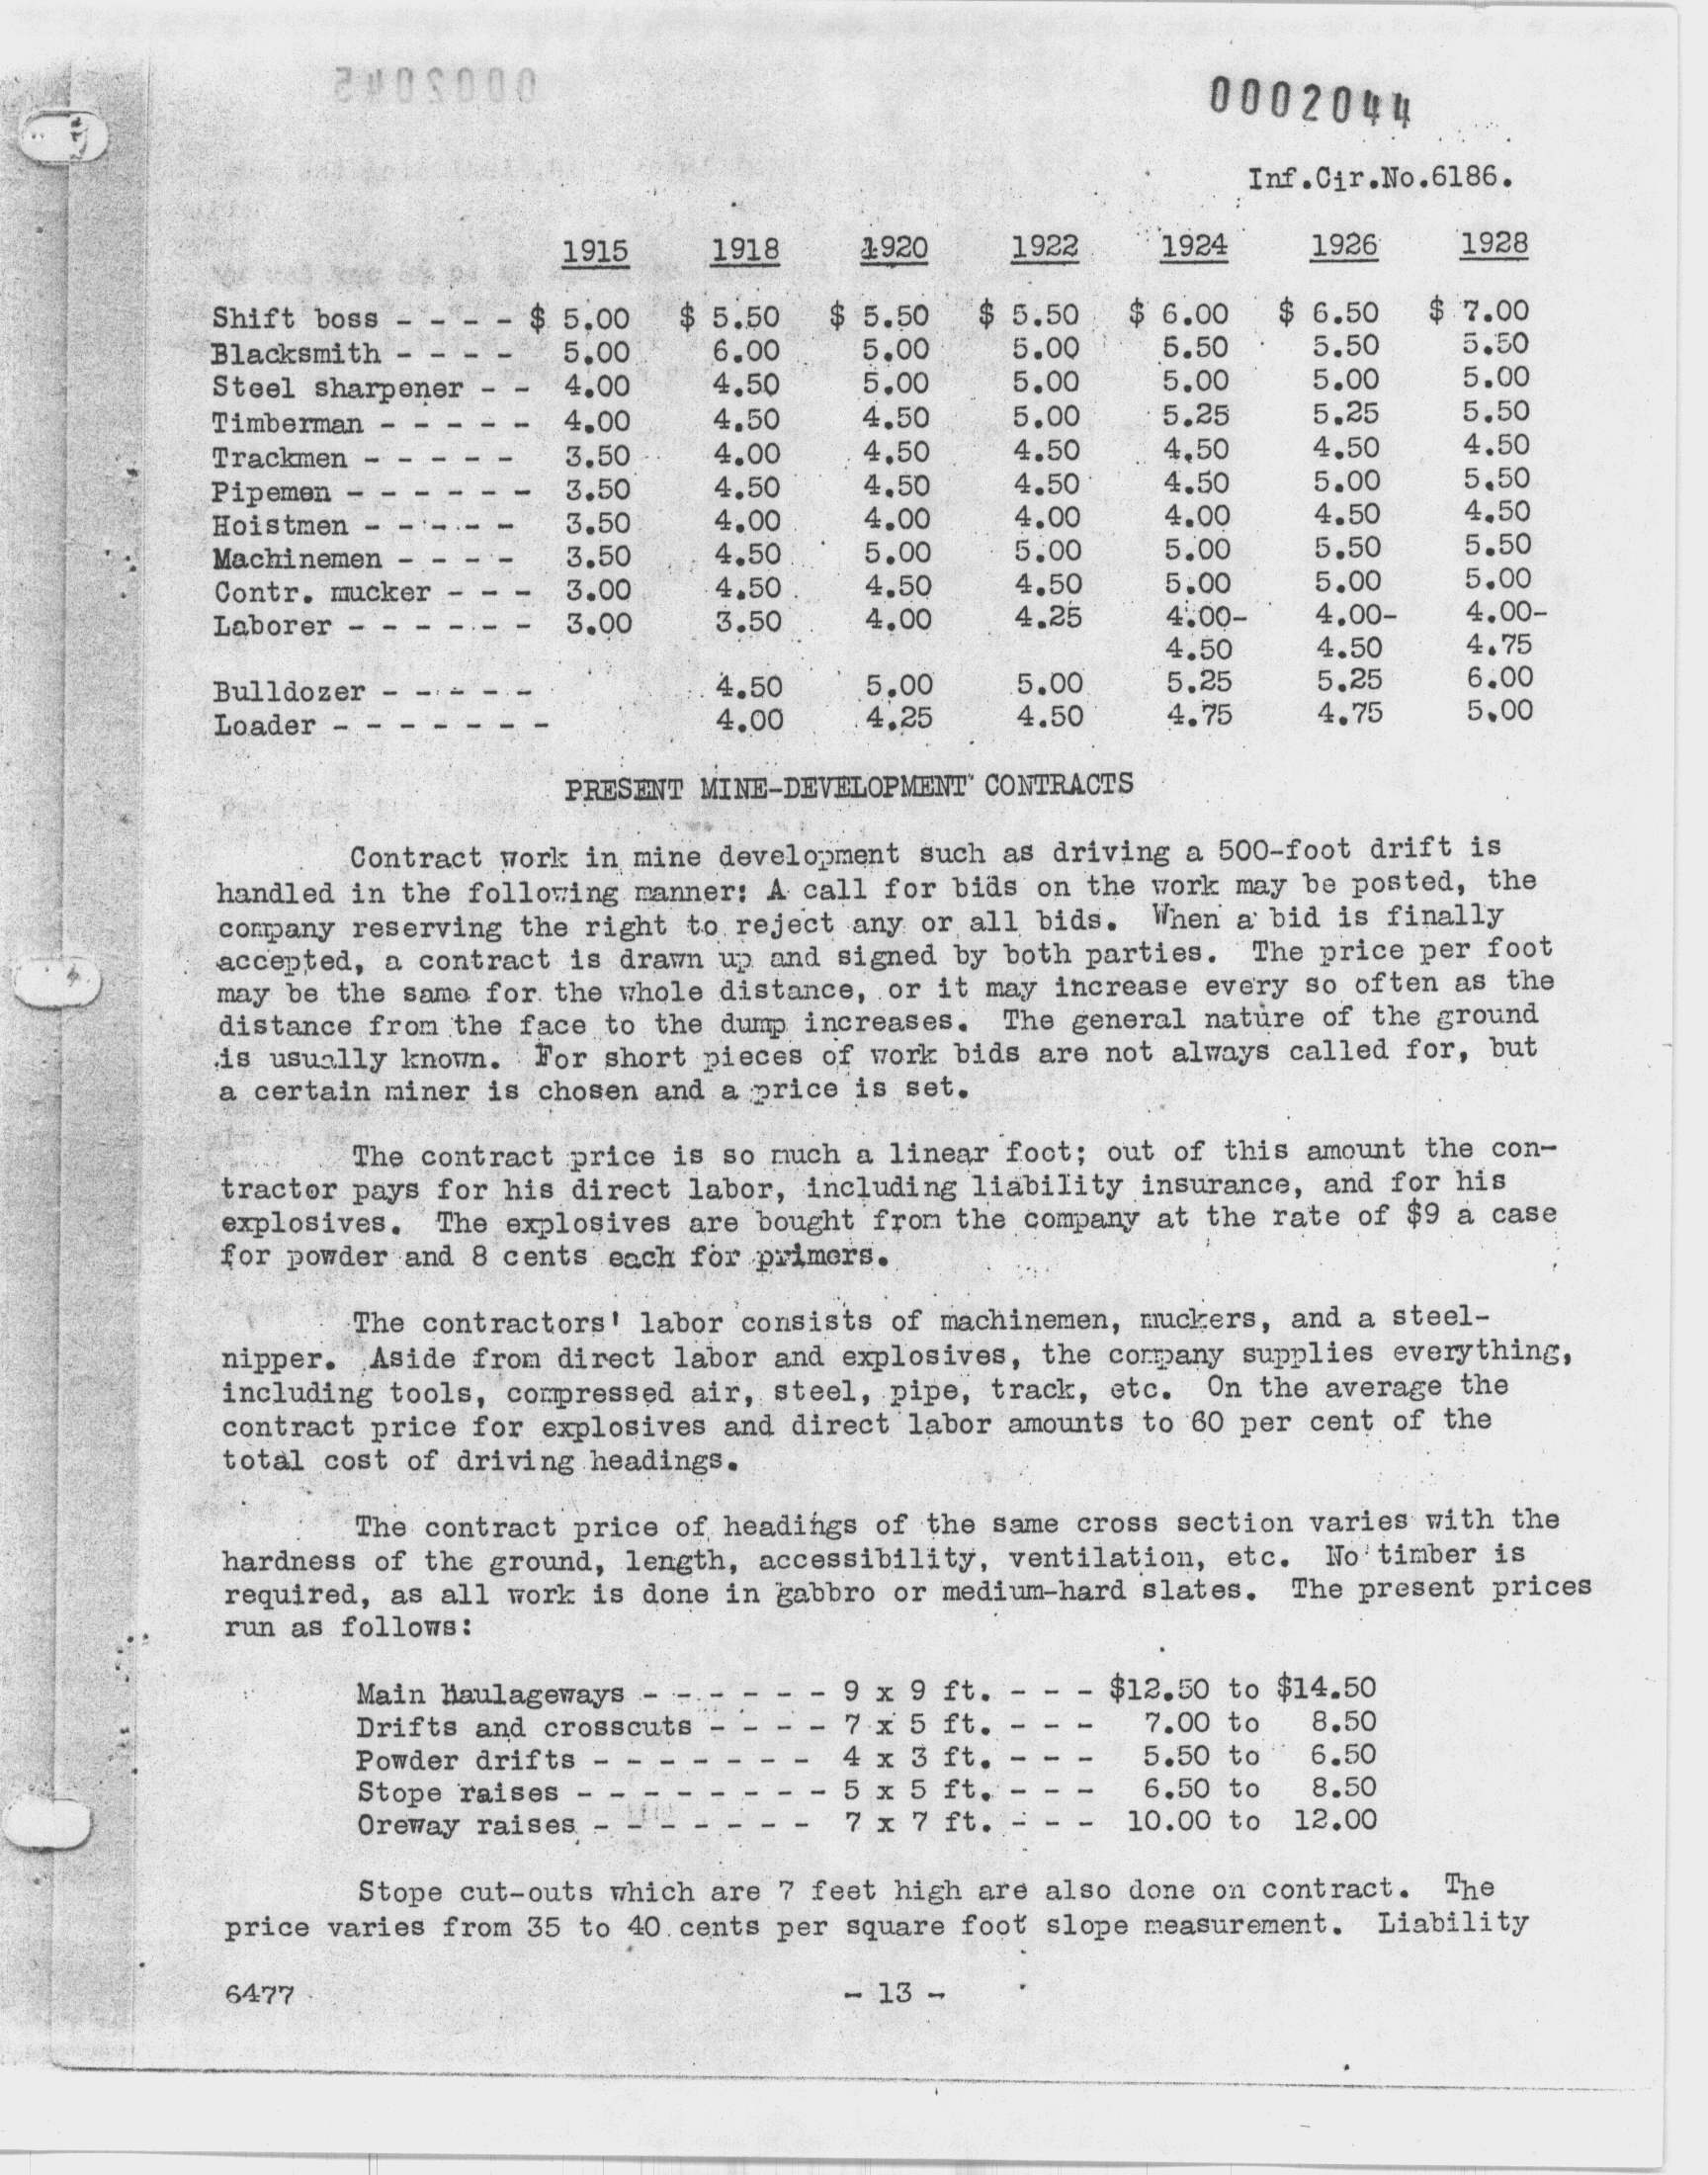 0002044
Inf.Cir.No.6186.
1915 1918 1920 1922 1924 1926 1928
Shift boss - - - - $ 5.00 $ 5.50 $ 5.50 $ 5.50 $ 6.00 $ 6.50 $ 7.00
Blacksmith - - - - 5.00 6.00 5.00 5.00 5.50 5.50 5.50
Steel sharpener - - 4.00 4.50 5.00 5.00 5.00 5.00 5.00
Timberman - - - - - 4.00 4.50 4.50 5.00 5.25 5.25 5.50
Trackmen - - - - - 3.50 4.00 4.50 4.50 4.50 4.50 4.50
Pipemen - - - - - - 3.50 4.50 4.50 4.50 4.50 5.00 5.50
Hoistmen - - - - - 3.50 4.00 4.00 4.00 4.00 4.50 4.50
Machinemen - - - - 3.50 4.50 5.00 5.00 5.00 5.50 5.50
Contr. mucker - - - 3.00 4.50 4.50 4.50 5.00 5.00 5.00
Laborer - - - - - - 3.00 3.50 4.00 4.25 4.00- 4.00- 4.00-
4.50 4.50 4.75
Bulldozer - - - - - 4.50 5.00 5.00 5.25 5.25 6.00
Loader - - - - - - - 4.00 4.25 4.50 4.75 4.75 5.00
PRESENT MINE-DEVELOPMENT CONTRACTS
Contract work in mine development such as driving a 500-foot drift is
handled in the following manner: A call for bids on the work may be posted, the
company reserving the right to reject any or all bids. When a bid is finally
accepted, a contract is drawn up and signed by both parties. The price per foot
may be the same for the whole distance, or it may increase every so often as the
distance from the face to the dump increases. The general nature of the ground
is usually known. For short pieces of work bids are not always called for, but
a certain miner is chosen and a price is set.
The contract price is so much a linear foot; out of this amount the con-
tractor pays for his direct labor, including liability insurance, and for his
explosives. The explosives are bought from the company at the rate of $9 a case
for powder and 8 cents each for primers.
The contractors' labor consists of machinemen, muckers, and a steel-
nipper. Aside from direct labor and explosives, the company supplies everything,
including tools, compressed air, steel, pipe, track, etc. On the average the
contract price for explosives and direct labor amounts to 60 per cent of the
total cost of driving headings.
The contract price of headings of the same cross section varies with the
hardness of the ground, length, accessibility, ventilation, etc. No timber is
required, as all work is done in gabbro or medium-hard slates. The present prices
run as follows:
Main haulageways - - - - - - 9 x 9 ft. - - - $12.50 to $14.50
Drifts and crosscuts - - - - 7 x 5 ft. - - - 7.00 to 8.50
Powder drifts - - - - - - - 4 x 3 ft. - - - 5.50 to 6.50
Stope raises - - - - - - - - 5 x 5 ft. - - - 6.50 to 8.50
Oreway raises - - - - - - - 7 x 7 ft. - - - 10.00 to 12.00
Stope cut-outs which are 7 feet high are also done on contract. The
price varies from 35 to 40 cents per square foot slope measurement. Liability
6477 - 13 -